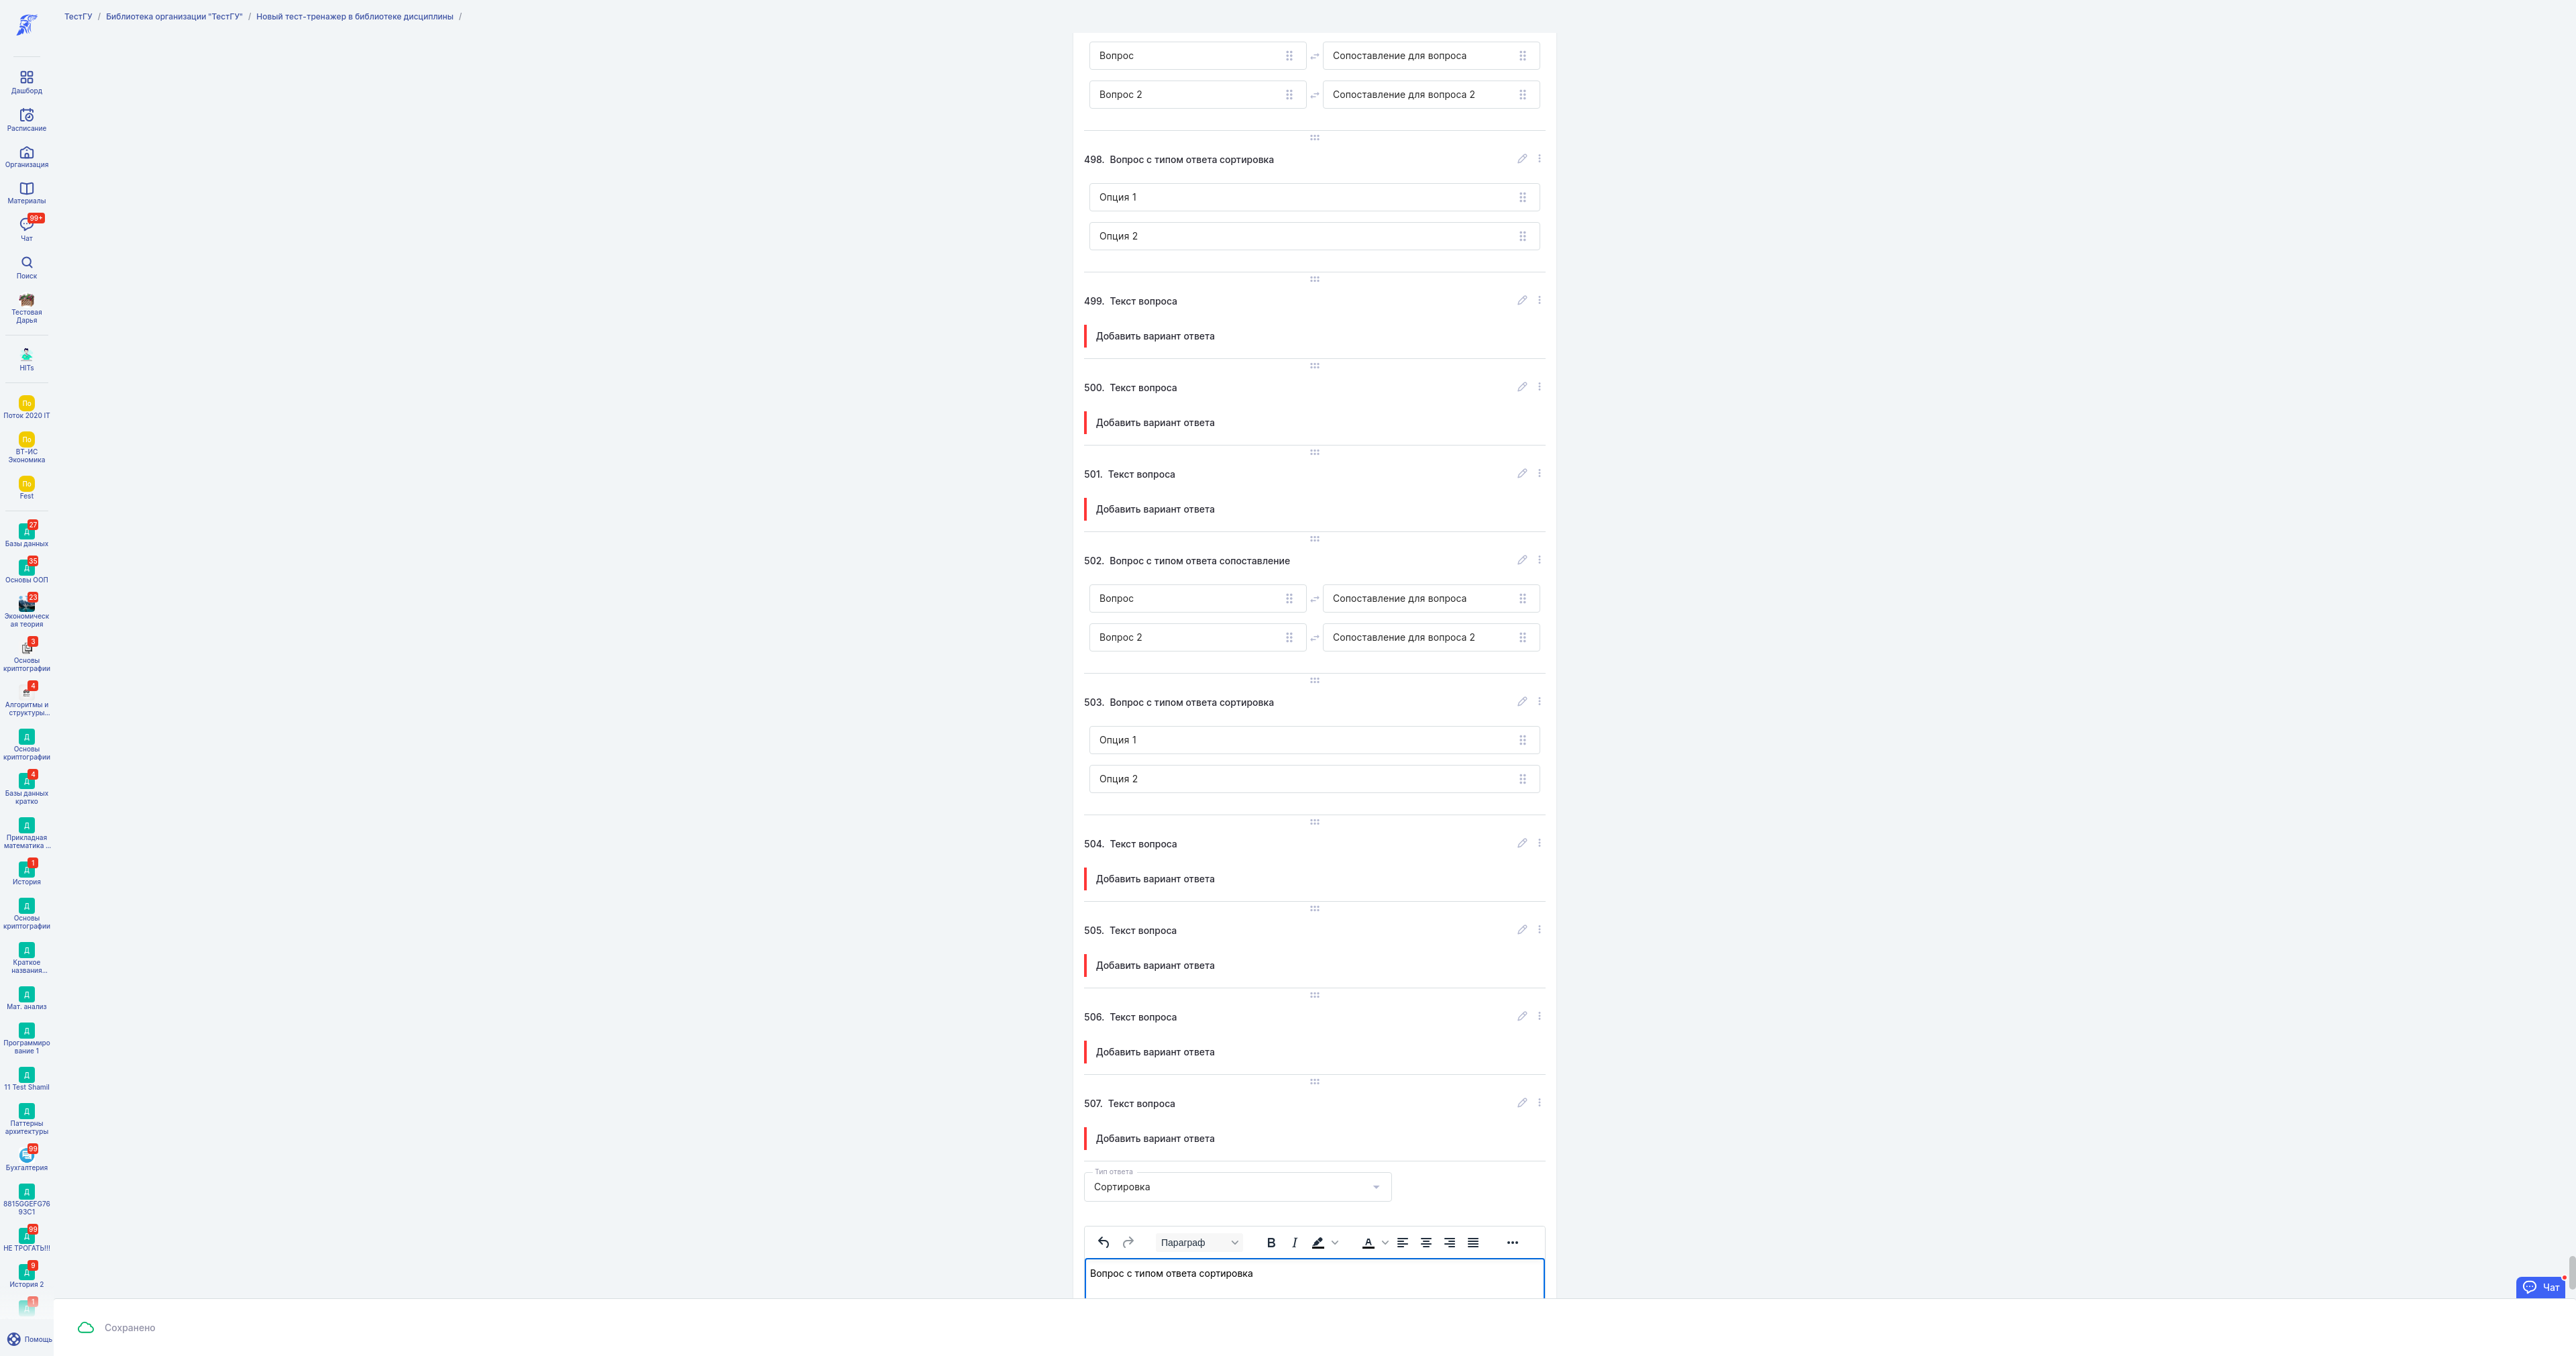 ТестГУ / Библиотека организации "ТестГУ" / Новый тест-тренажер в библиотеке дисциплины /
Дашборд
Расписание
Организация
Материалы
99+
Чат
Поиск
Тестовая
Дарья
HITs
По
Поток 2020 IT
По
ВТ-ИС
Экономика
По
Fest
27
Д
Базы данных
35
Д
Основы ООП
23
Экономическ
ая теория
3
Основы
криптографии
4
Алгоритмы и
структуры...
Д
Основы
криптографии
4
Д
Базы данных
кратко
Д
Прикладная
математика ...
1
Д
История
Д
Основы
криптографии
Д
Краткое
названия...
Д
Мат. анализ
Д
Программиро
вание 1
Д
11 Test Shamil
Д
Паттерны
архитектуры
99
Бухгалтерия
Д
8815GGEFG76
93C1
99
Д
НЕ ТРОГАТЬ!!!
9
Д
История 2
1
Д
Помощь
Вопрос Сопоставление для вопроса
Вопрос 2 Сопоставление для вопроса 2
498. Вопрос с типом ответа сортировка
Опция 1
Опция 2
499. Текст вопроса
Добавить вариант ответа
500. Текст вопроса
Добавить вариант ответа
501. Текст вопроса
Добавить вариант ответа
502. Вопрос с типом ответа сопоставление
Вопрос Сопоставление для вопроса
Вопрос 2 Сопоставление для вопроса 2
503. Вопрос с типом ответа сортировка
Опция 1
Опция 2
504. Текст вопроса
Добавить вариант ответа
505. Текст вопроса
Добавить вариант ответа
506. Текст вопроса
Добавить вариант ответа
507. Текст вопроса
Добавить вариант ответа
Тип ответа
Сортировка
Параграф B I A
Вопрос с типом ответа сортировка
Чат
Сохранено